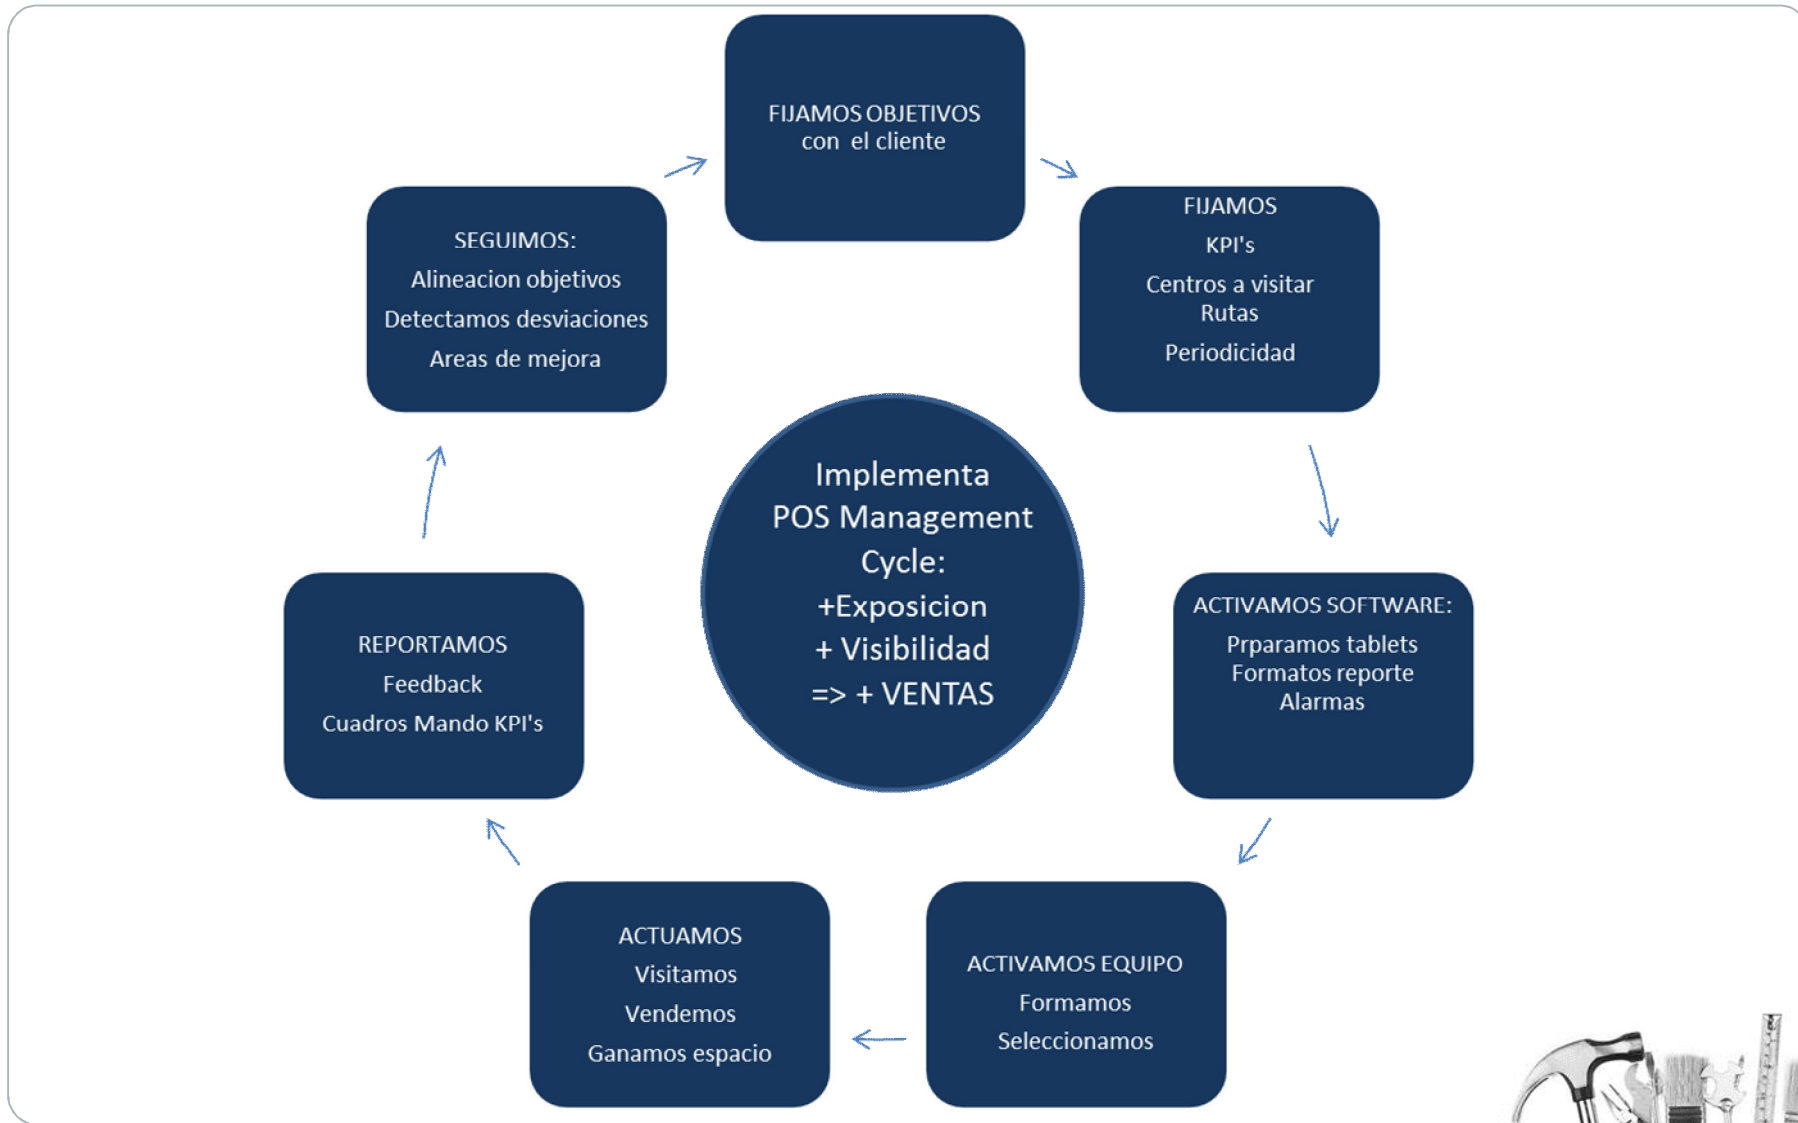 FIJAMOS OBJETIVOS
con el cliente
FIJAMOS
KPI's
Centros a visitar
Rutas
Periodicidad
ACTIVAMOS SOFTWARE:
Prparamos tablets
Formatos reporte
Alarmas
ACTIVAMOS EQUIPO
Formamos
Seleccionamos
ACTUAMOS
Visitamos
Vendemos
Ganamos espacio
REPORTAMOS
Feedback
Cuadros Mando KPI's
SEGUIMOS:
Alineacion objetivos
Detectamos desviaciones
Areas de mejora
Implementa
POS Management
Cycle:
+Exposicion
+ Visibilidad
=> + VENTAS